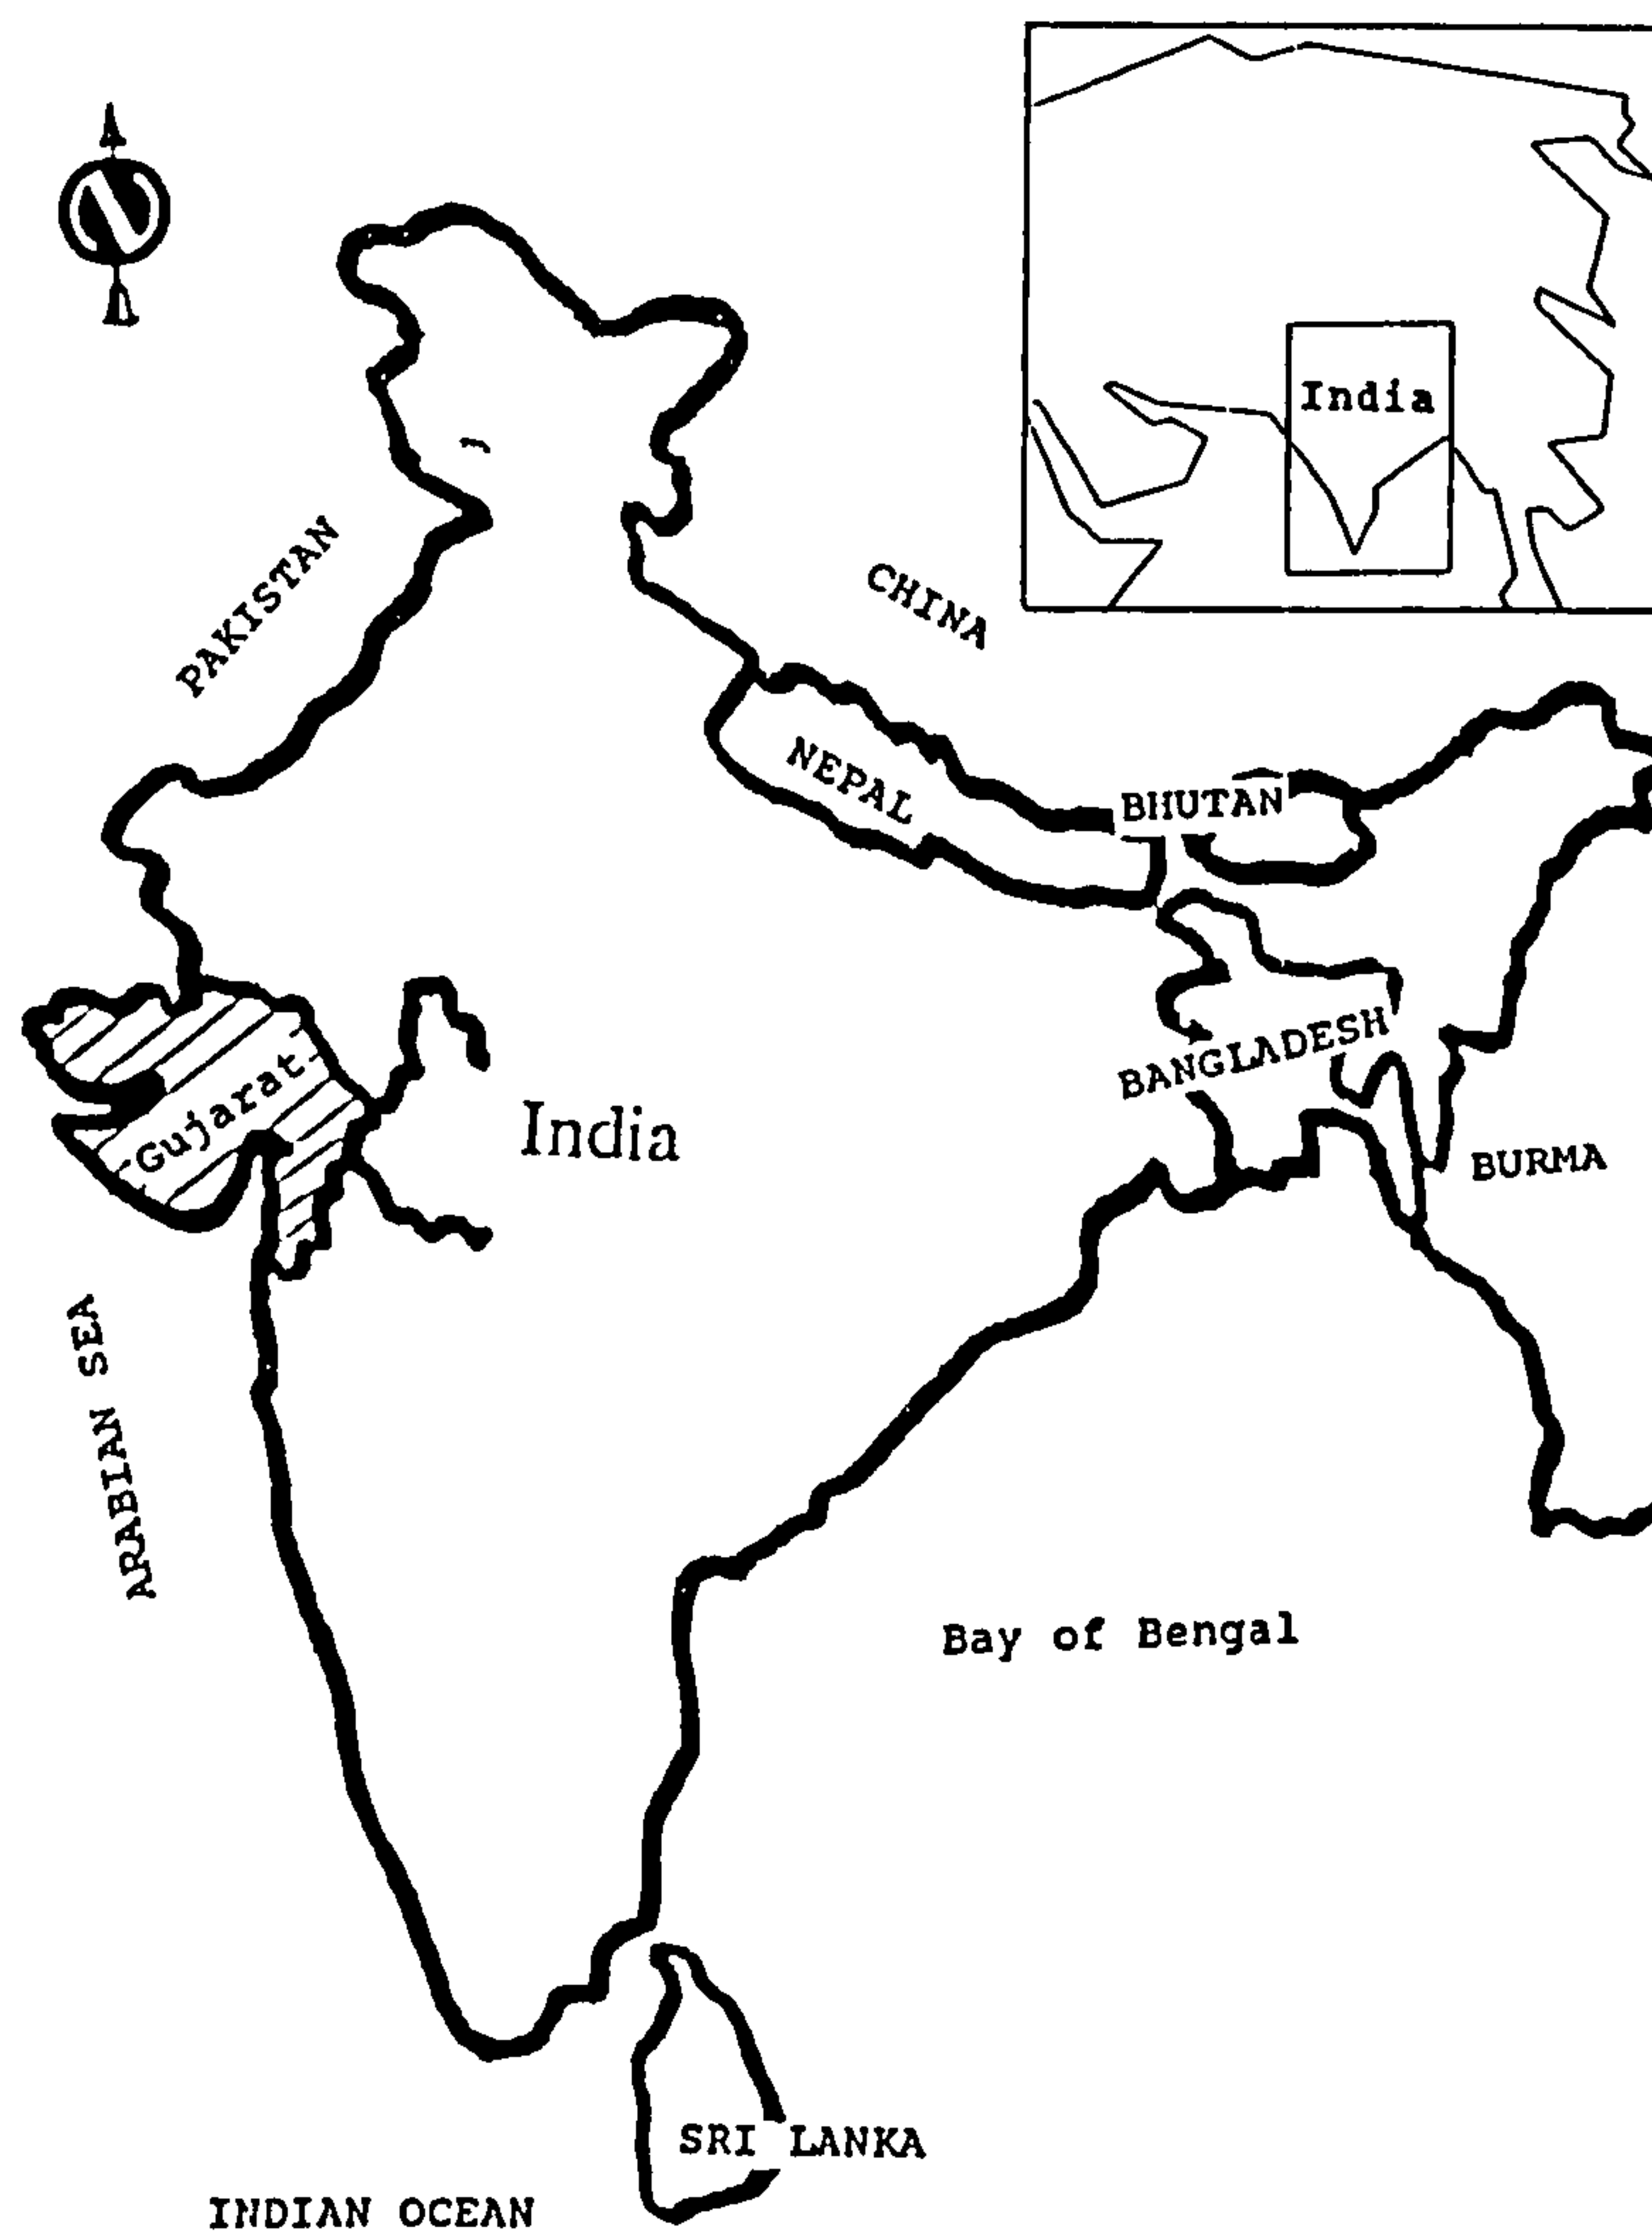 N
India
PAKISTAN
CHINA
NEPAL
BHUTAN
BANGLADESH
Gujarat
India
BURMA
ARABIAN SEA
Bay of Bengal
SRI LANKA
INDIAN OCEAN